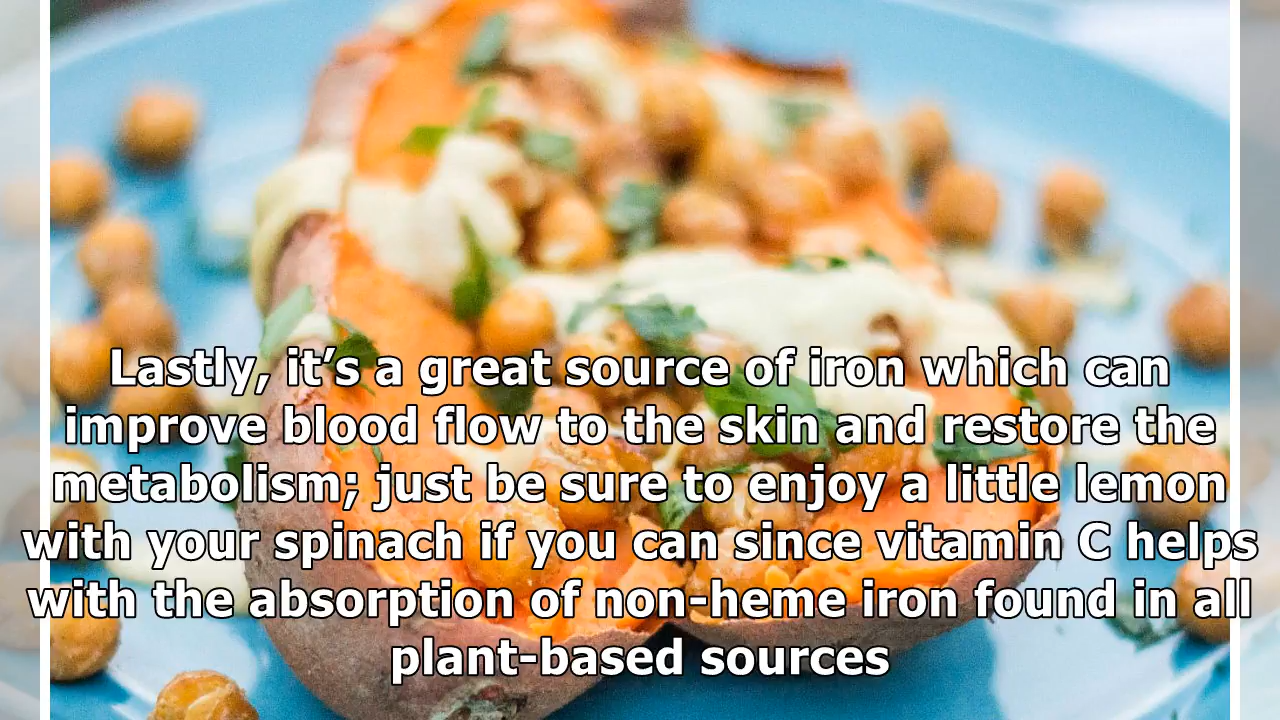 Lastly, it’s a great source of iron which can
improve blood flow to the skin and restore the
metabolism; just be sure to enjoy a little lemon
with your spinach if you can since vitamin C helps
with the absorption of non-heme iron found in all
plant-based sources